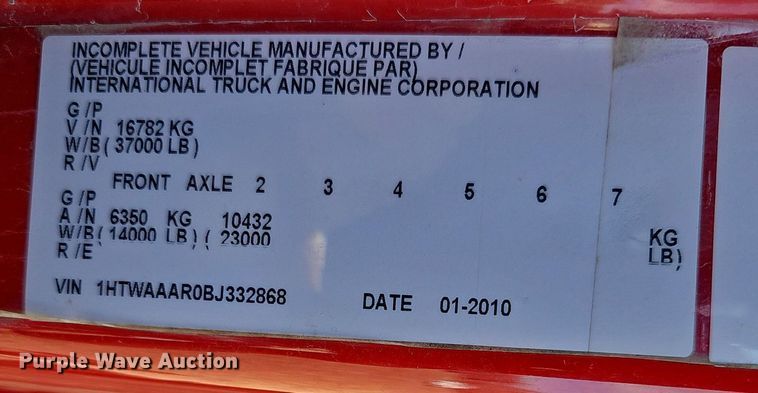 INCOMPLETE VEHICLE MANUFACTURED BY /
(VEHICULE INCOMPLET FABRIQUE PAR)
INTERNATIONAL TRUCK AND ENGINE CORPORATION
G /P
V /N 16782 KG
W/B( 37000 LB)
R /V
FRONT AXLE 2 3 4 5 6 7
G /P
A /N 6350 KG 10432 KG
W/B( 14000 LB) ( 23000 LB)
R /E
VIN 1HTWAAAR0BJ332868 DATE 01-2010
Purple Wave Auction